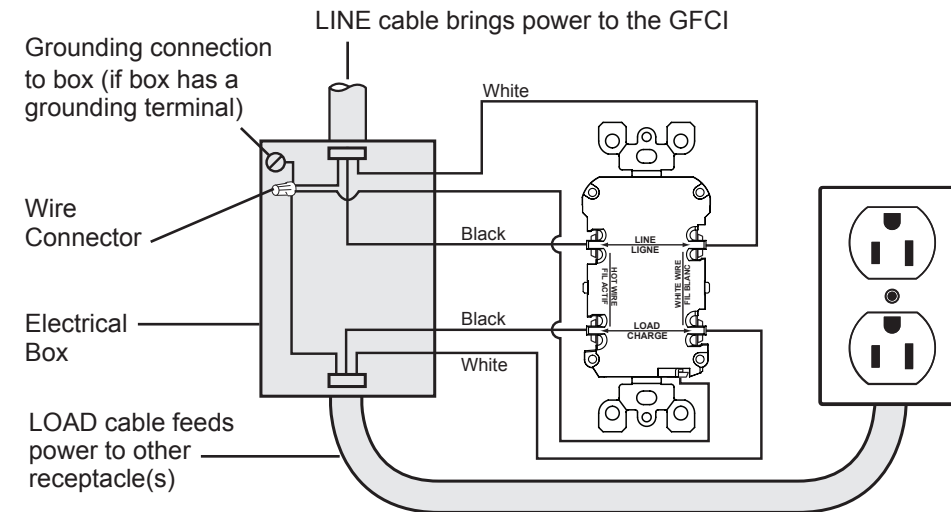 LINE cable brings power to the GFCI
Grounding connection
to box (if box has a
grounding terminal)
White
Wire
Connector
Black
LINE
LIGNE
HOT WIRE
FIL ACTIF
WHITE WIRE
FIL BLANC
Electrical
Box
Black
LOAD
CHARGE
White
LOAD cable feeds
power to other
receptacle(s)